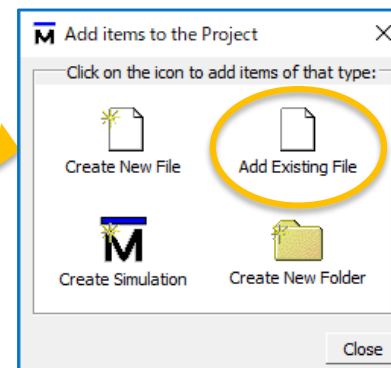 Add items to the Project
Click on the icon to add items of that type:
Create New File
Add Existing File
Create Simulation
Create New Folder
Close